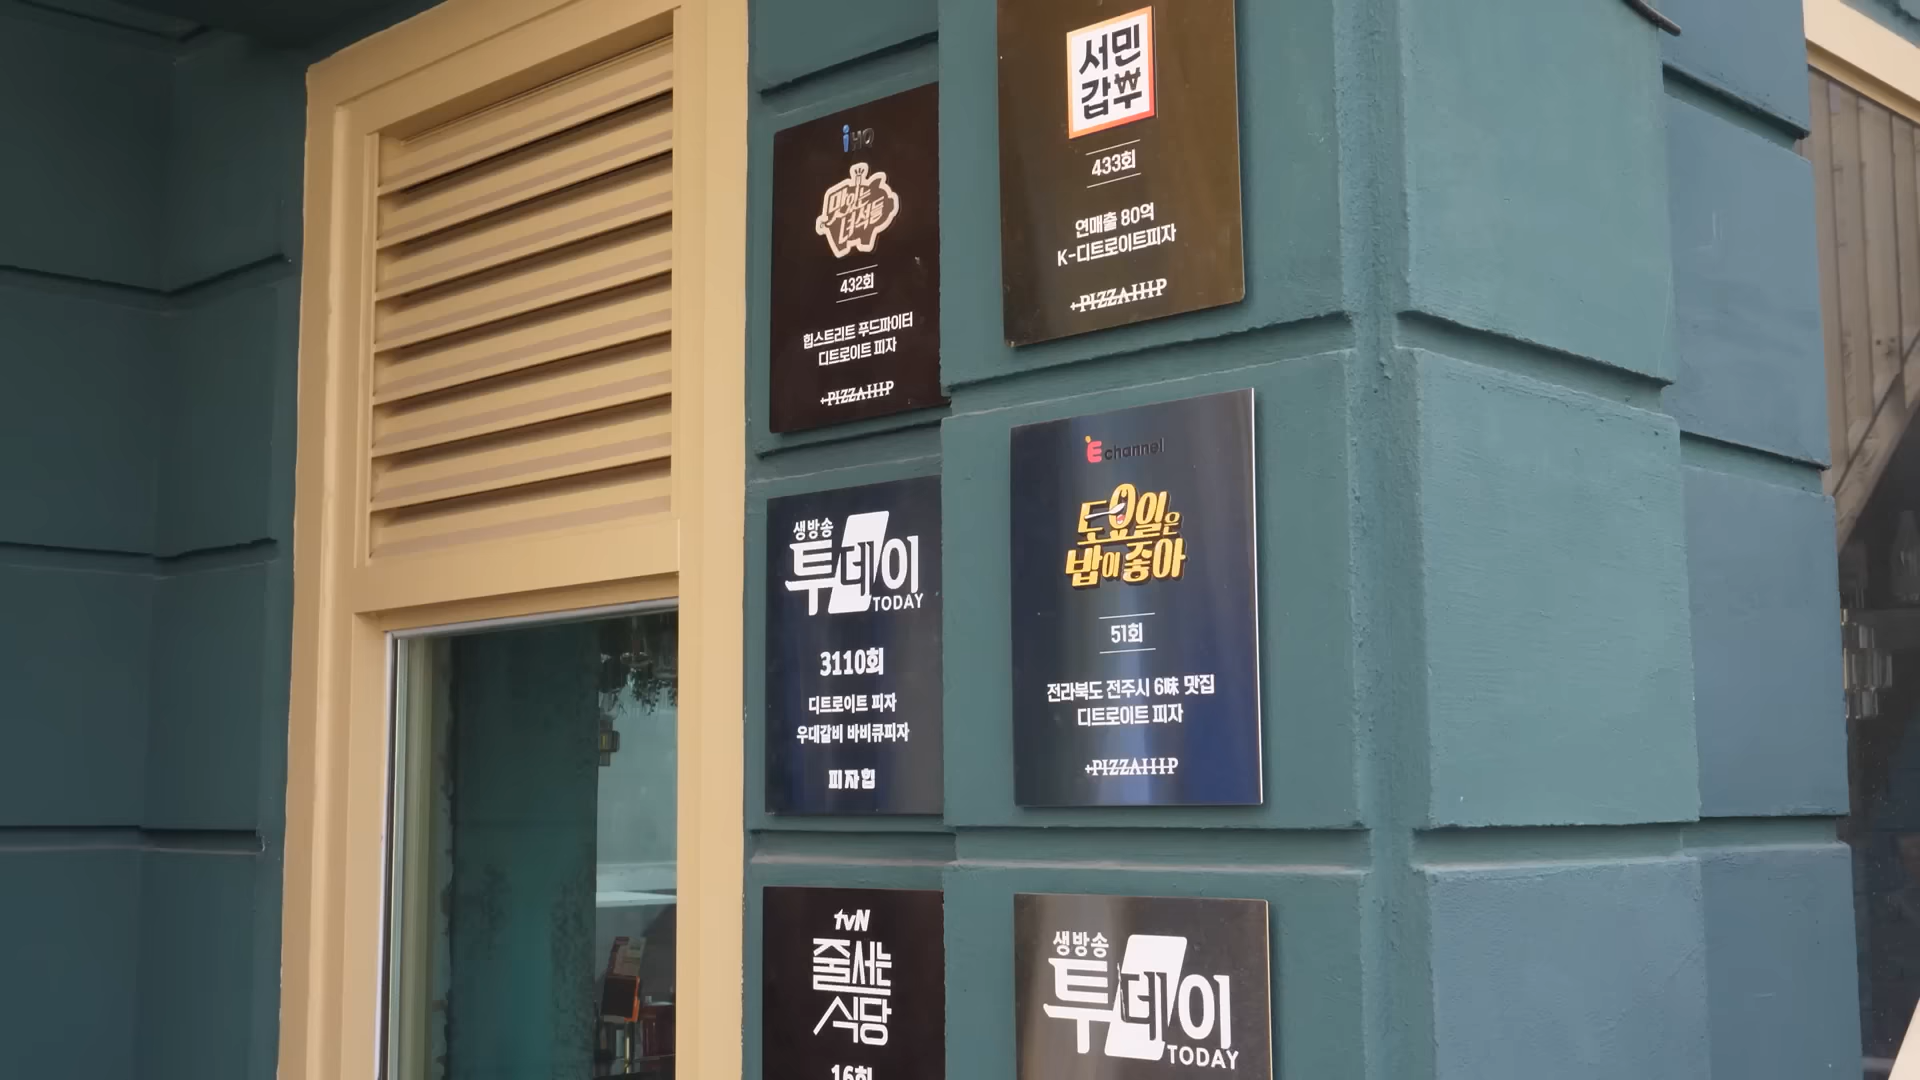 iHQ
맛있는
녀석들
432회
힙스트리트 푸드파이터
디트로이트 피자
+PIZZAHIP
서민
갑부
433회
연매출 80억
K-디트로이트피자
+PIZZAHIP
생방송
투데이
TODAY
3110회
디트로이트 피자
우대갈비 바비큐피자
피자힙
Echannel
토요일은
밥이 좋아
51회
전라북도 전주시 6味 맛집
디트로이트 피자
+PIZZAHIP
tvN
줄서는
식당
16회
생방송
투데이
TODAY